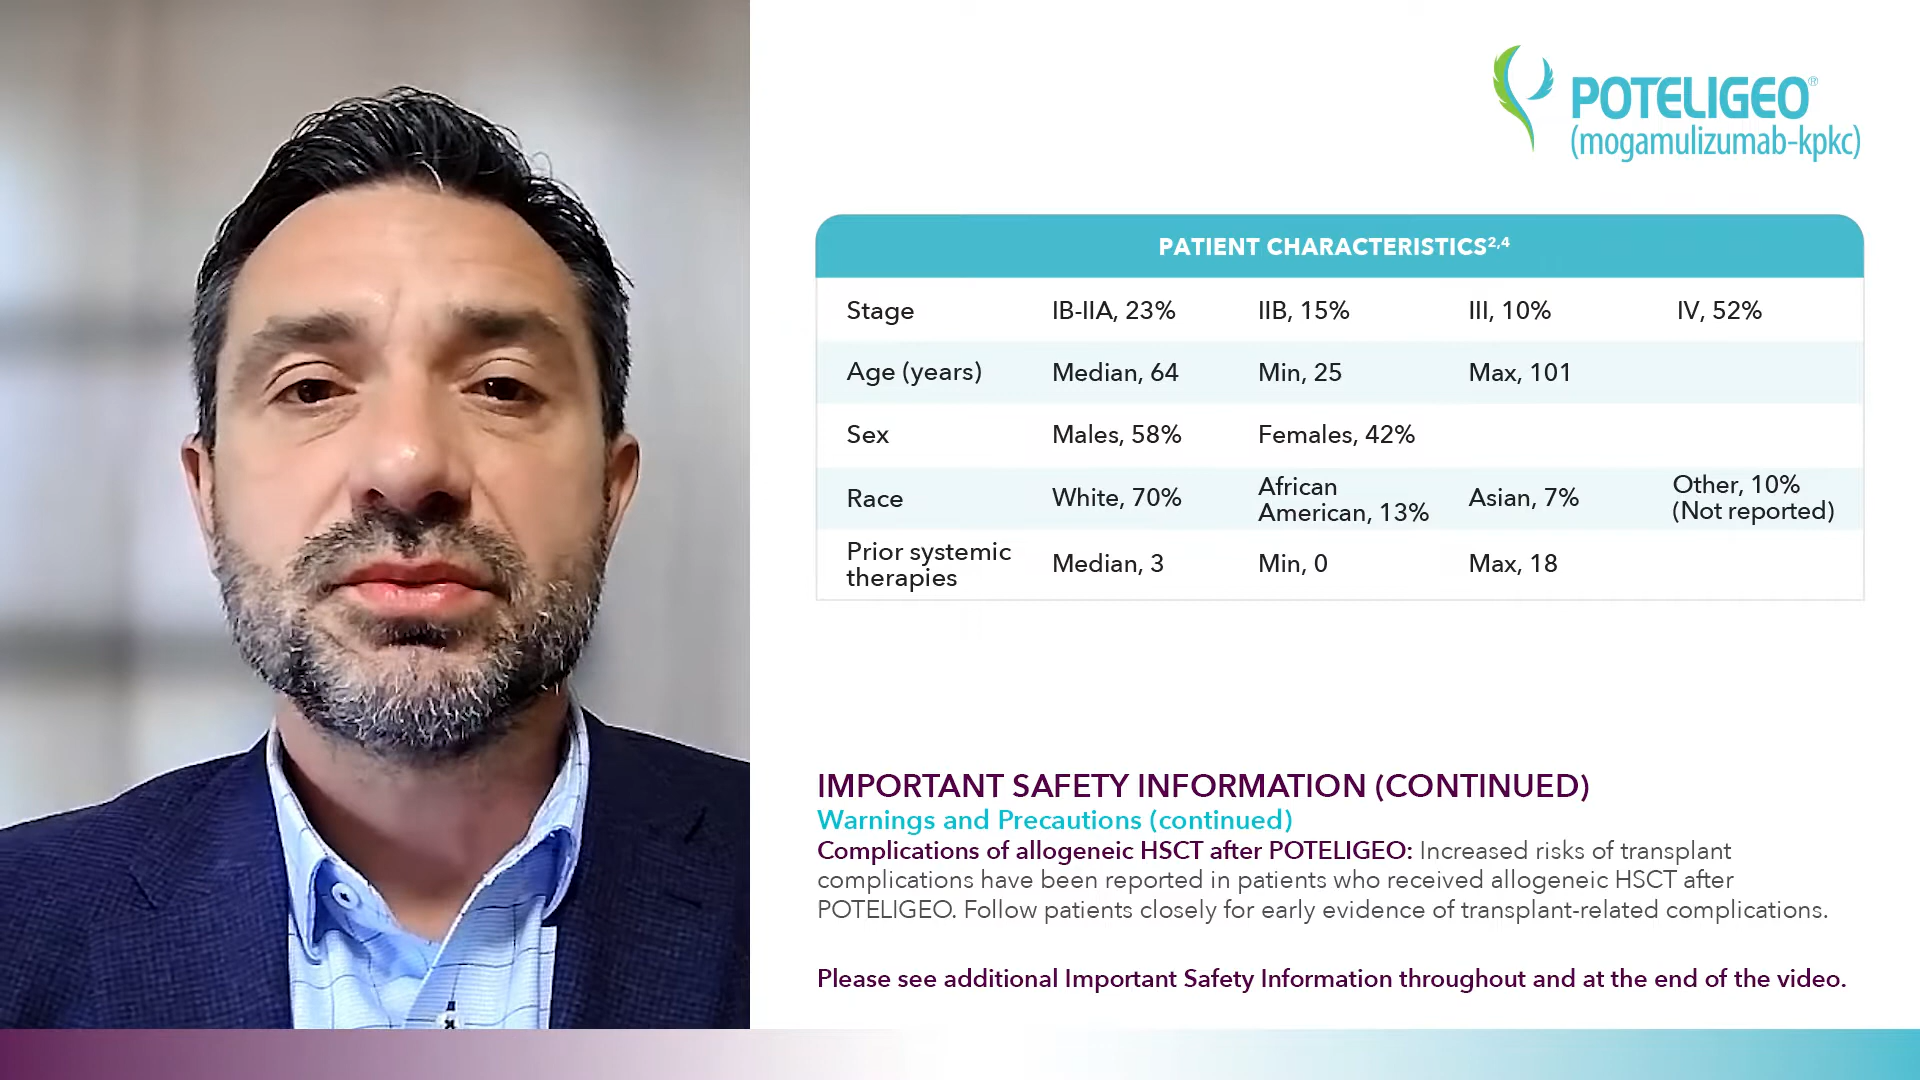 POTELIGEO®
(mogamulizumab-kpkc)
PATIENT CHARACTERISTICS2,4
Stage IB-IIA, 23% IIB, 15% III, 10% IV, 52%
Age (years) Median, 64 Min, 25 Max, 101
Sex Males, 58% Females, 42%
Race White, 70% African American, 13% Asian, 7% Other, 10% (Not reported)
Prior systemic therapies Median, 3 Min, 0 Max, 18
IMPORTANT SAFETY INFORMATION (CONTINUED)
Warnings and Precautions (continued)
Complications of allogeneic HSCT after POTELIGEO: Increased risks of transplant
complications have been reported in patients who received allogeneic HSCT after
POTELIGEO. Follow patients closely for early evidence of transplant-related complications.
Please see additional Important Safety Information throughout and at the end of the video.